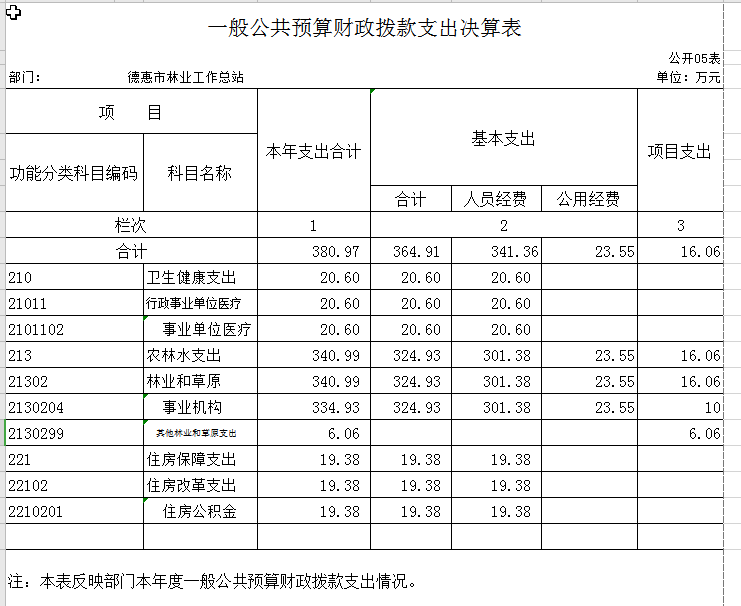 一般公共预算财政拨款支出决算表
公开05表
部门： 德惠市林业工作总站 单位：万元
项 目 本年支出合计 基本支出 项目支出
功能分类科目编码 科目名称 合计 人员经费 公用经费
栏次 1 2 3
合计 380.97 364.91 341.36 23.55 16.06
210 卫生健康支出 20.60 20.60 20.60
21011 行政事业单位医疗 20.60 20.60 20.60
2101102 事业单位医疗 20.60 20.60 20.60
213 农林水支出 340.99 324.93 301.38 23.55 16.06
21302 林业和草原 340.99 324.93 301.38 23.55 16.06
2130204 事业机构 334.93 324.93 301.38 23.55 10
2130299 其他林业和草原支出 6.06 6.06
221 住房保障支出 19.38 19.38 19.38
22102 住房改革支出 19.38 19.38 19.38
2210201 住房公积金 19.38 19.38 19.38
注：本表反映部门本年度一般公共预算财政拨款支出情况。